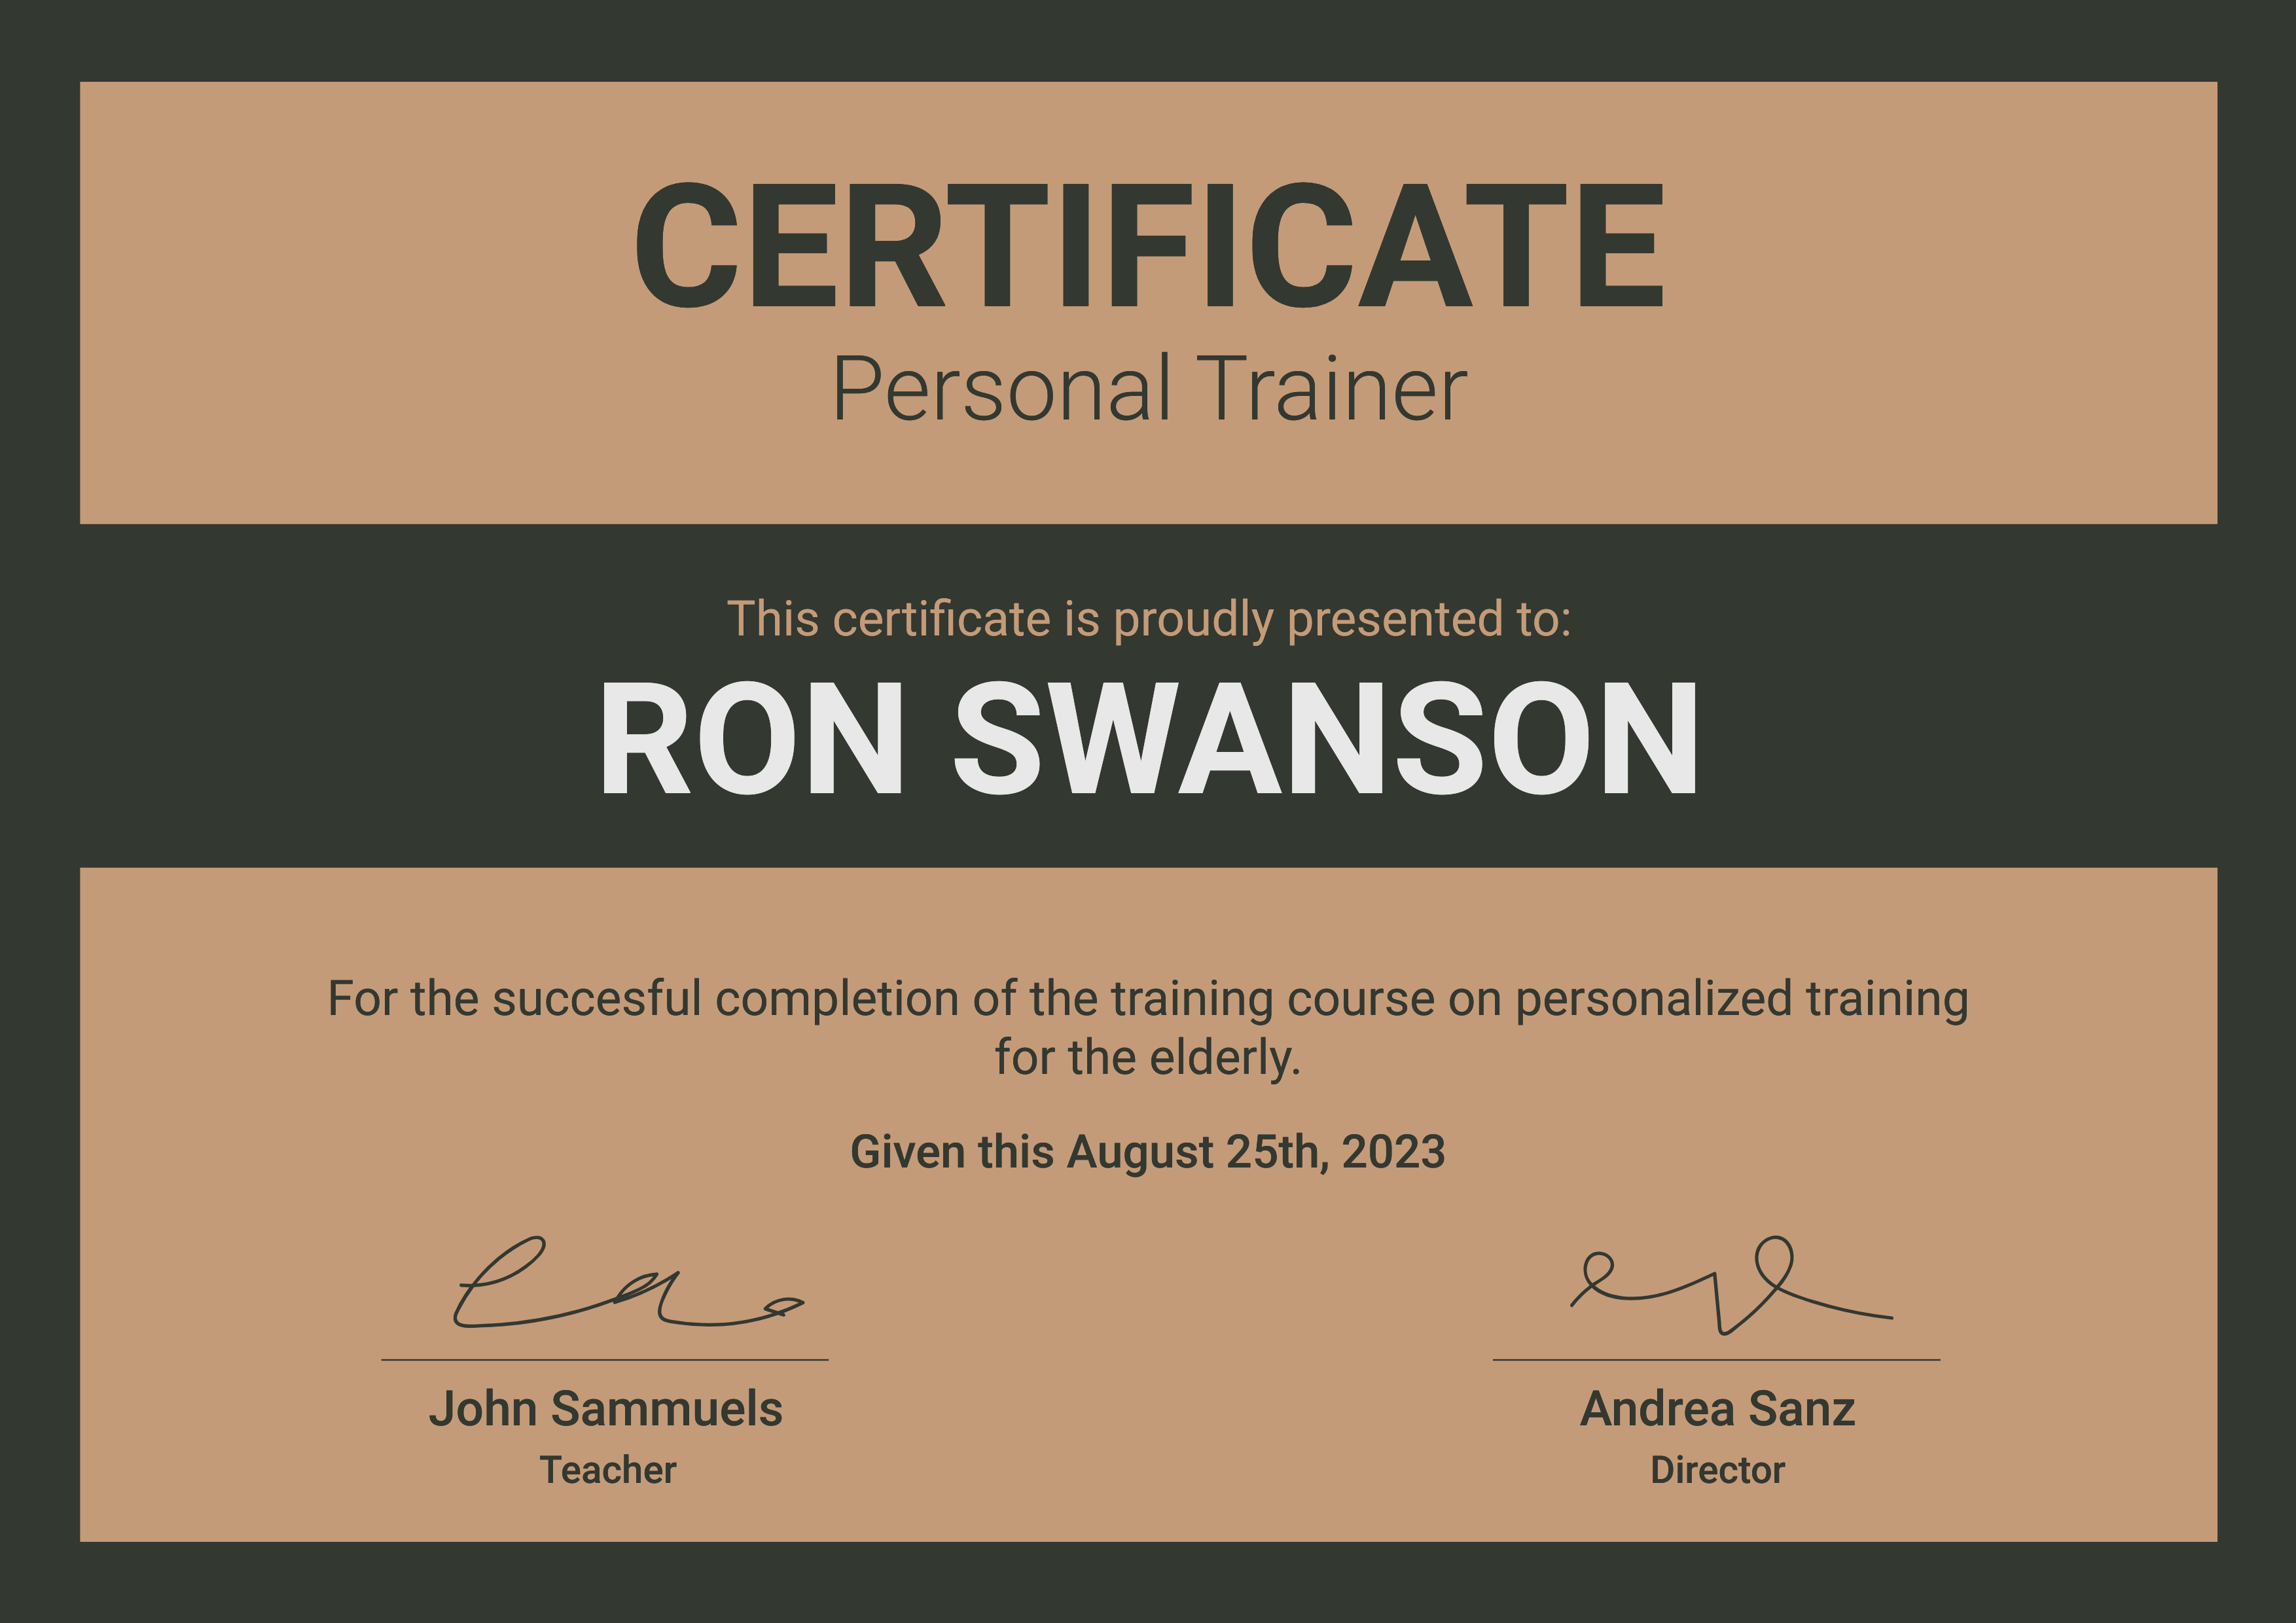 CERTIFICATE
Personal Trainer
This certificate is proudly presented to:
RON SWANSON
For the succesful completion of the training course on personalized training
for the elderly.
Given this August 25th, 2023
John Sammuels
Teacher
Andrea Sanz
Director